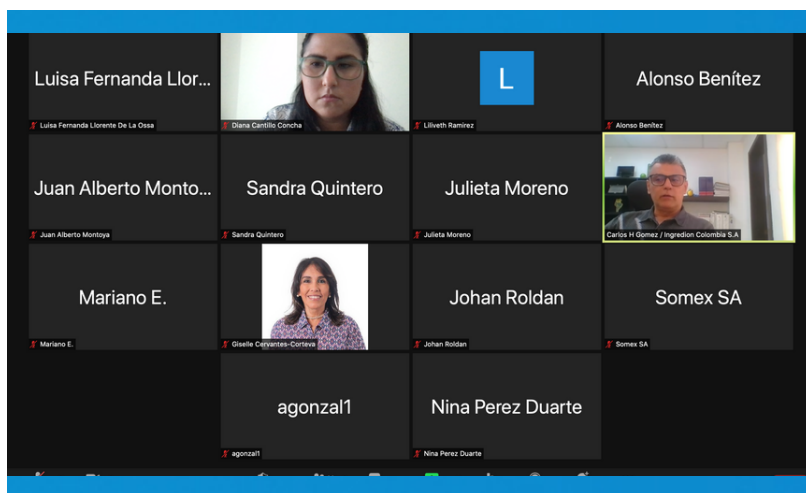 Luisa Fernanda Llor...
L
Alonso Benítez
Luisa Fernanda Llorente De La Ossa
Diana Cantillo Concha
Liliveth Ramirez
Alonso Benítez
Juan Alberto Monto...
Sandra Quintero
Julieta Moreno
Juan Alberto Montoya
Sandra Quintero
Julieta Moreno
Carlos H Gomez / Ingredion Colombia S.A
Mariano E.
Johan Roldan
Somex SA
Mariano E.
Giselle Cervantes-Corteva
Johan Roldan
Somex SA
agonzal1
Nina Perez Duarte
agonzal1
Nina Perez Duarte